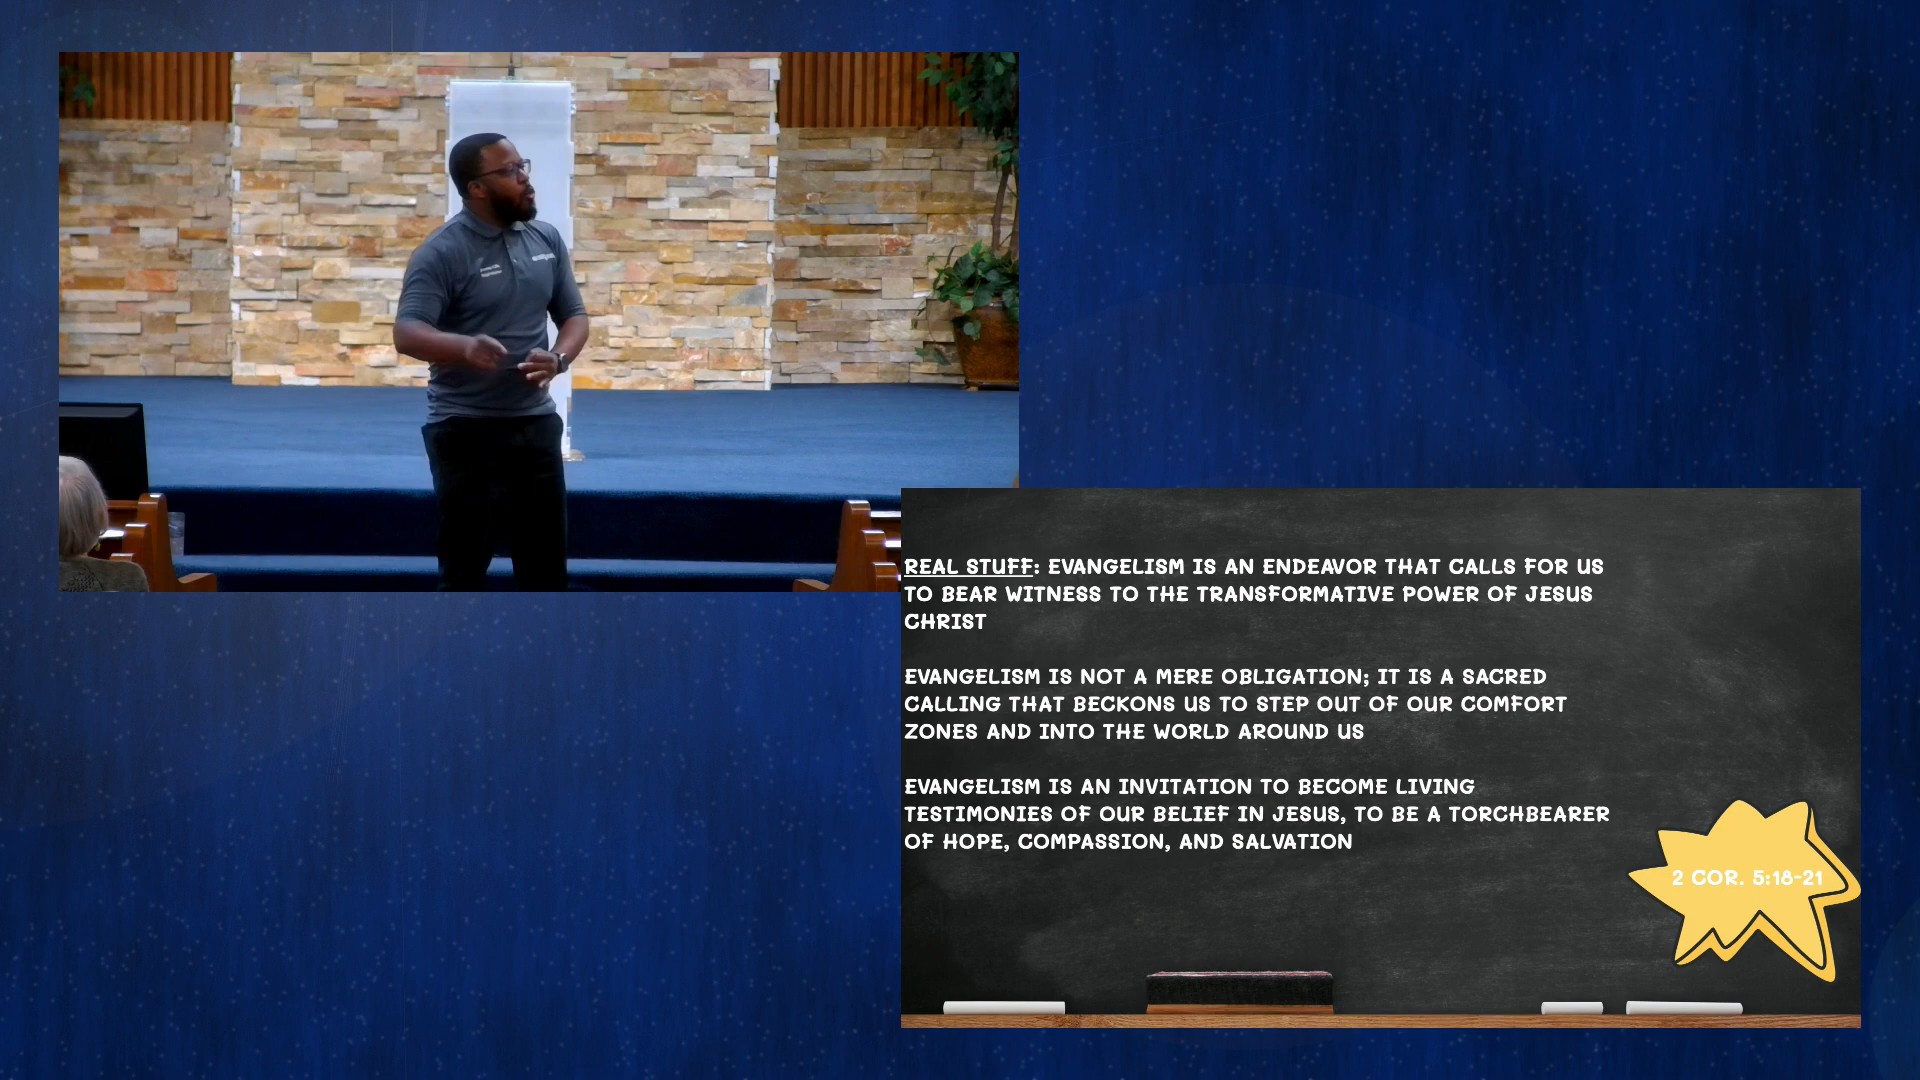 REAL STUFF: EVANGELISM IS AN ENDEAVOR THAT CALLS FOR US
TO BEAR WITNESS TO THE TRANSFORMATIVE POWER OF JESUS
CHRIST
EVANGELISM IS NOT A MERE OBLIGATION; IT IS A SACRED
CALLING THAT BECKONS US TO STEP OUT OF OUR COMFORT
ZONES AND INTO THE WORLD AROUND US
EVANGELISM IS AN INVITATION TO BECOME LIVING
TESTIMONIES OF OUR BELIEF IN JESUS, TO BE A TORCHBEARER
OF HOPE, COMPASSION, AND SALVATION
2 COR. 5:18-21